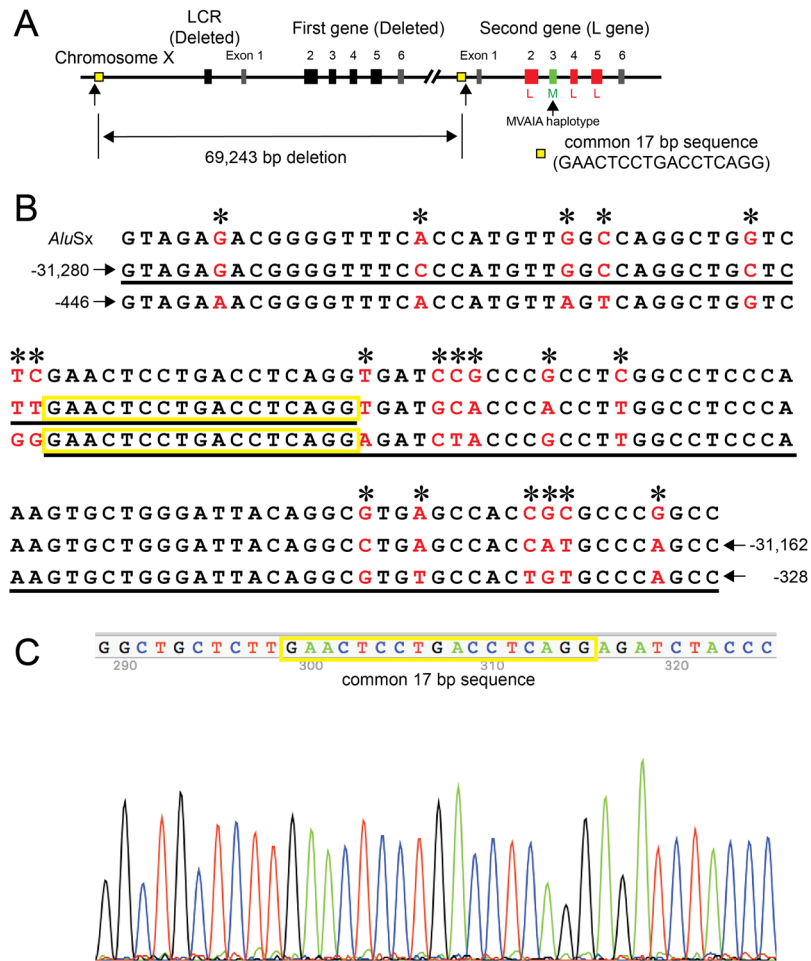 A
LCR
(Deleted)
First gene (Deleted)
Second gene (L gene)
Chromosome X
Exon 1
2 3 4 5 6
Exon 1
2 3 4 5 6
L M L L
MVAIA haplotype
69,243 bp deletion
common 17 bp sequence
(GAACTCCTGACCTCAGG)
B
* * * * *
AluSx GTAGAGACGGGGTTTCACCATGTTGGCCAGGCTGGTC
-31,280 GTAGAGACGGGGTTTCCCCATGTTGGCCAGGCTGCTC
-446 GTAGAAACGGGGTTTCACCATGTTAGTCAGGCTGGTC
** * *** * *
TCGAACTCCTGACCTCAGGTGATCCGCCCGCCTCGGCCTCCCA
TTGAACTCCTGACCTCAGGTGATGCACCCACCTTGGCCTCCCA
GGGAACTCCTGACCTCAGGAGATCTACCCGCCTTGGCCTCCCA
* * *** *
AAGTGCTGGGATTACAGGCGTGAGCCACCGCGCCCGGCC
AAGTGCTGGGATTACAGGCCTGAGCCACCATGCCCAGCC -31,162
AAGTGCTGGGATTACAGGCGTGTGCCACTGTGCCCAGCC -328
C
GGCTGCTCTTGAACTCCTGACCTCAGGAGATCTACCC
290 300 310 320
common 17 bp sequence